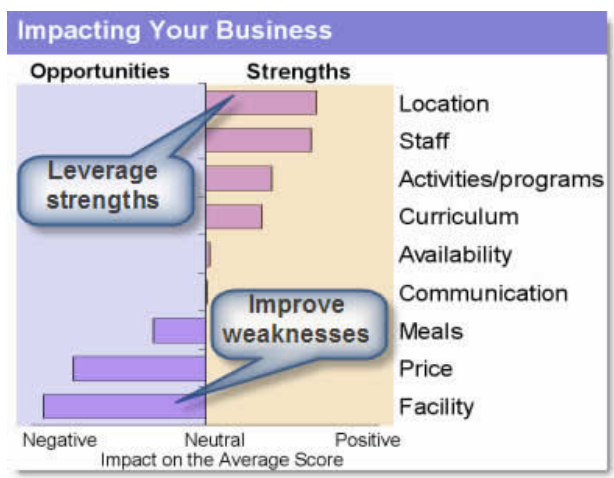 Impacting Your Business
Opportunities
Strengths
Leverage
strengths
Location
Staff
Activities/programs
Curriculum
Availability
Communication
Improve
weaknesses
Meals
Price
Facility
Negative
Neutral
Positive
Impact on the Average Score